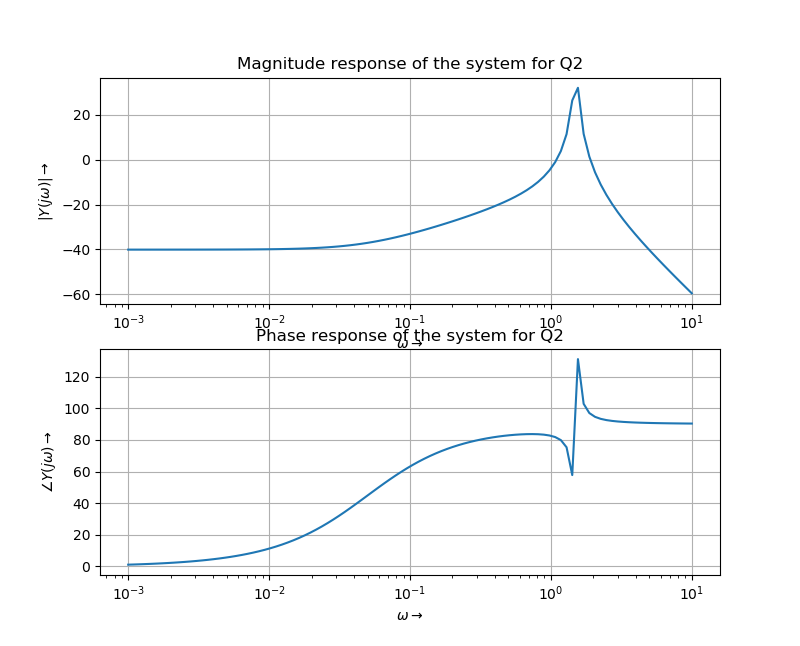 Magnitude response of the system for Q2
|Y(jω)|→
20
0
−20
−40
−60
10⁻³ 10⁻² 10⁻¹ 10⁰ 10¹
ω→
Phase response of the system for Q2
∠Y(jω)→
120
100
80
60
40
20
0
10⁻³ 10⁻² 10⁻¹ 10⁰ 10¹
ω→